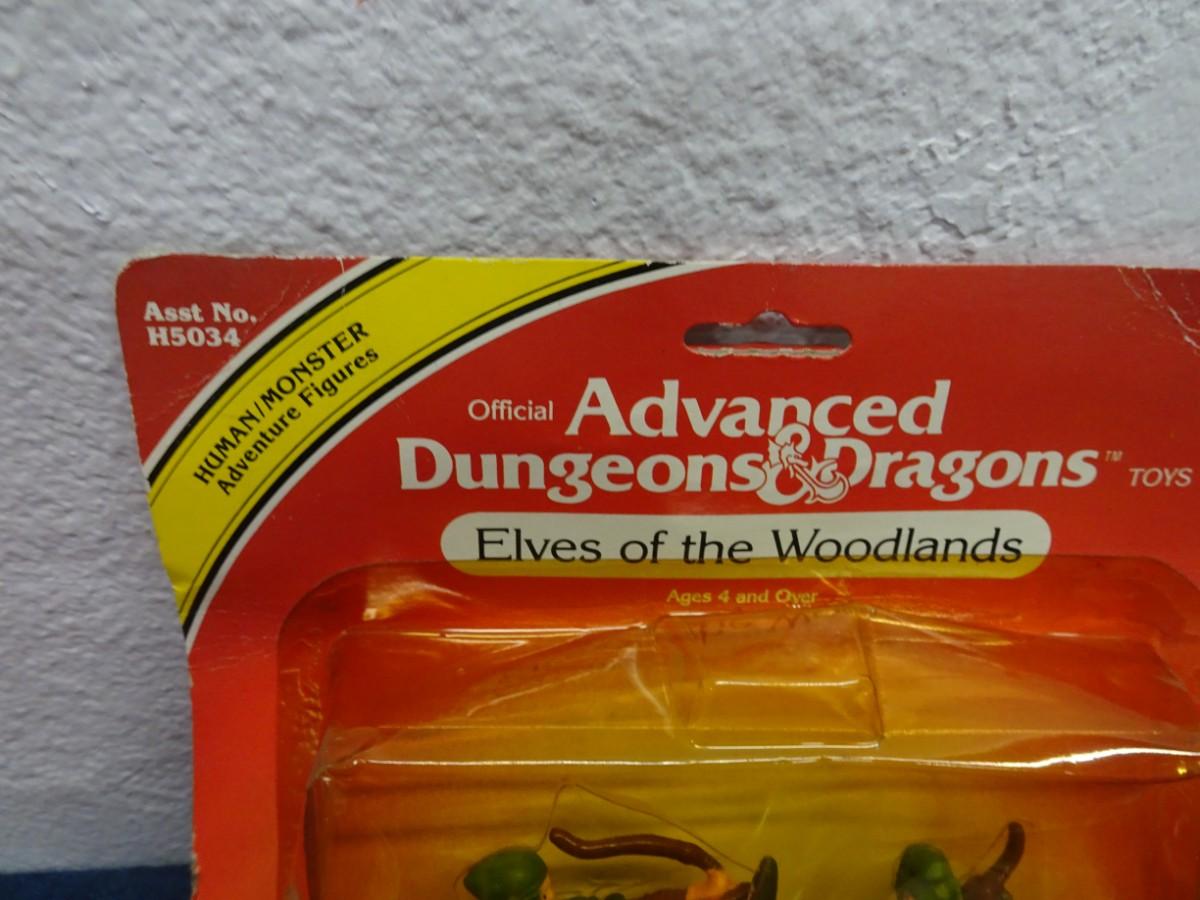 Asst No.
H5034
HUMAN/MONSTER
Adventure Figures
Official Advanced
Dungeons & Dragons™ TOYS
Elves of the Woodlands
Ages 4 and Over